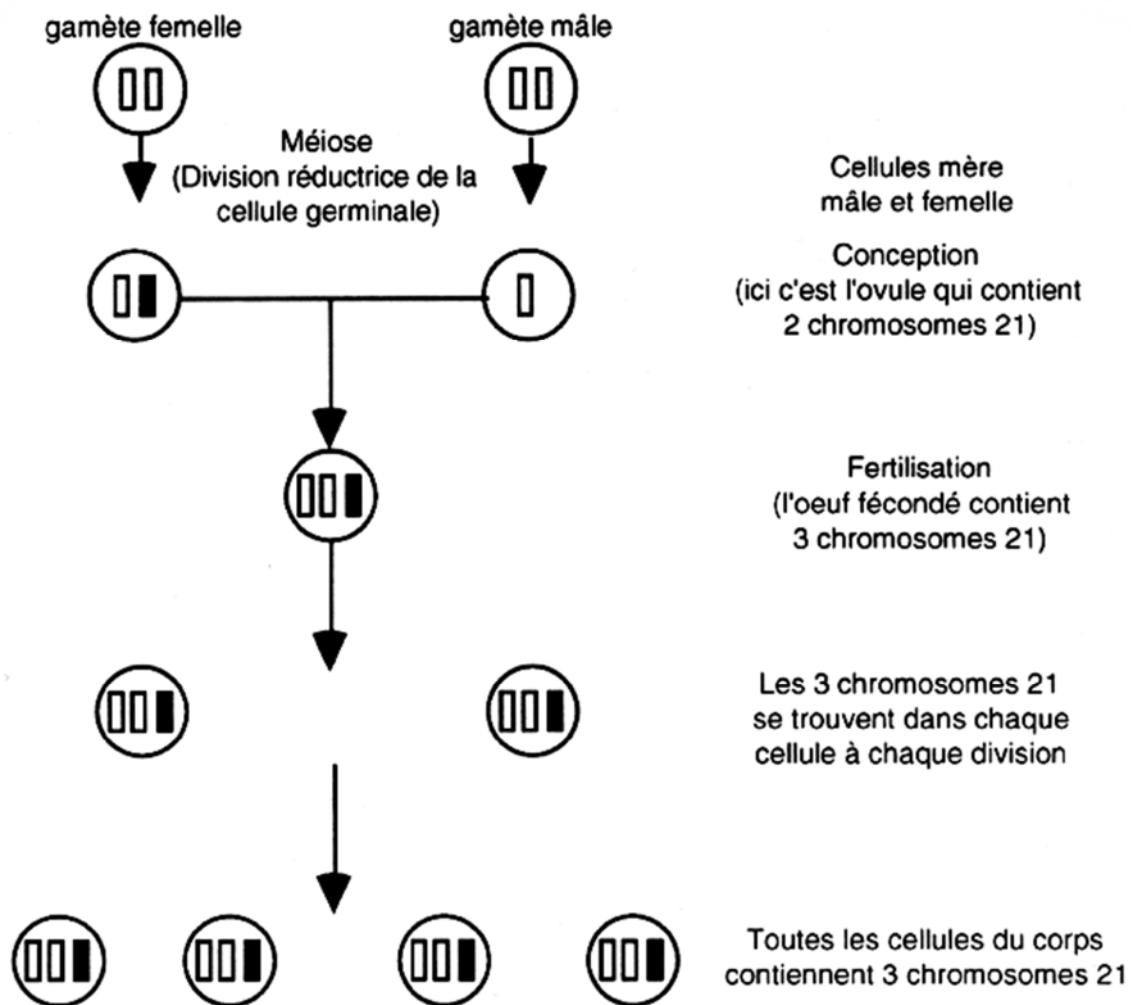 gamète femelle
gamète mâle
Méiose
(Division réductrice de la
cellule germinale)
Cellules mère
mâle et femelle
Conception
(ici c'est l'ovule qui contient
2 chromosomes 21)
Fertilisation
(l'oeuf fécondé contient
3 chromosomes 21)
Les 3 chromosomes 21
se trouvent dans chaque
cellule à chaque division
Toutes les cellules du corps
contiennent 3 chromosomes 21